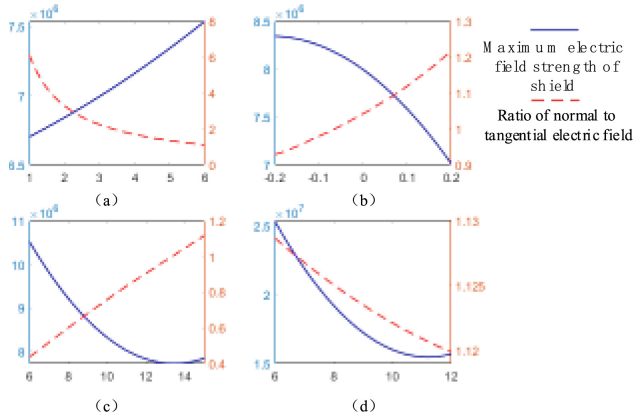 ×10⁶
7.5
7
6.5
8
6
4
2
0
1 2 3 4 5 6
(a)
×10⁶
8.5
8
7.5
7
1.3
1.2
1.1
1
0.9
-0.2 -0.1 0 0.1 0.2
(b)
Maximum electric
field strength of
shield
Ratio of normal to
tangential electric field
×10⁶
11
10
9
8
1.2
1
0.8
0.6
0.4
6 8 10 12 14
(c)
×10⁷
2.5
2
1.5
1.13
1.125
1.120
6 8 10 12
(d)